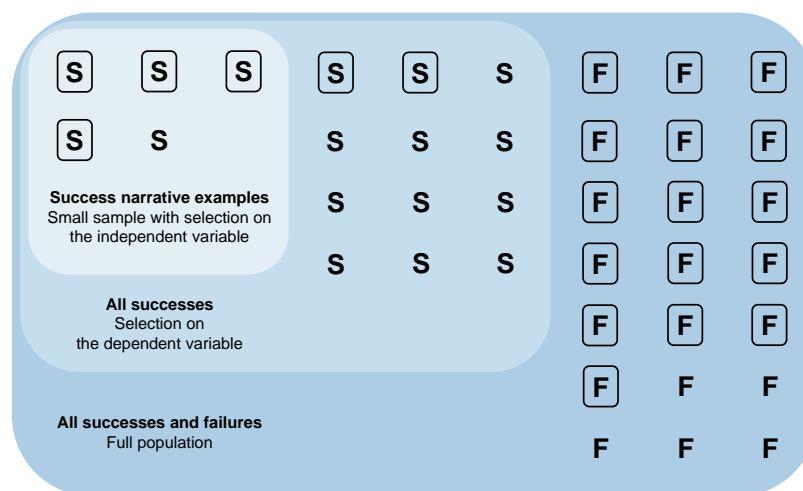 S S S S S S F F F
S S S S S F F F
Success narrative examples
Small sample with selection on
the independent variable
S S S F F F
S S S F F F
All successes
Selection on
the dependent variable
F F F
F F F
All successes and failures
Full population
F F F